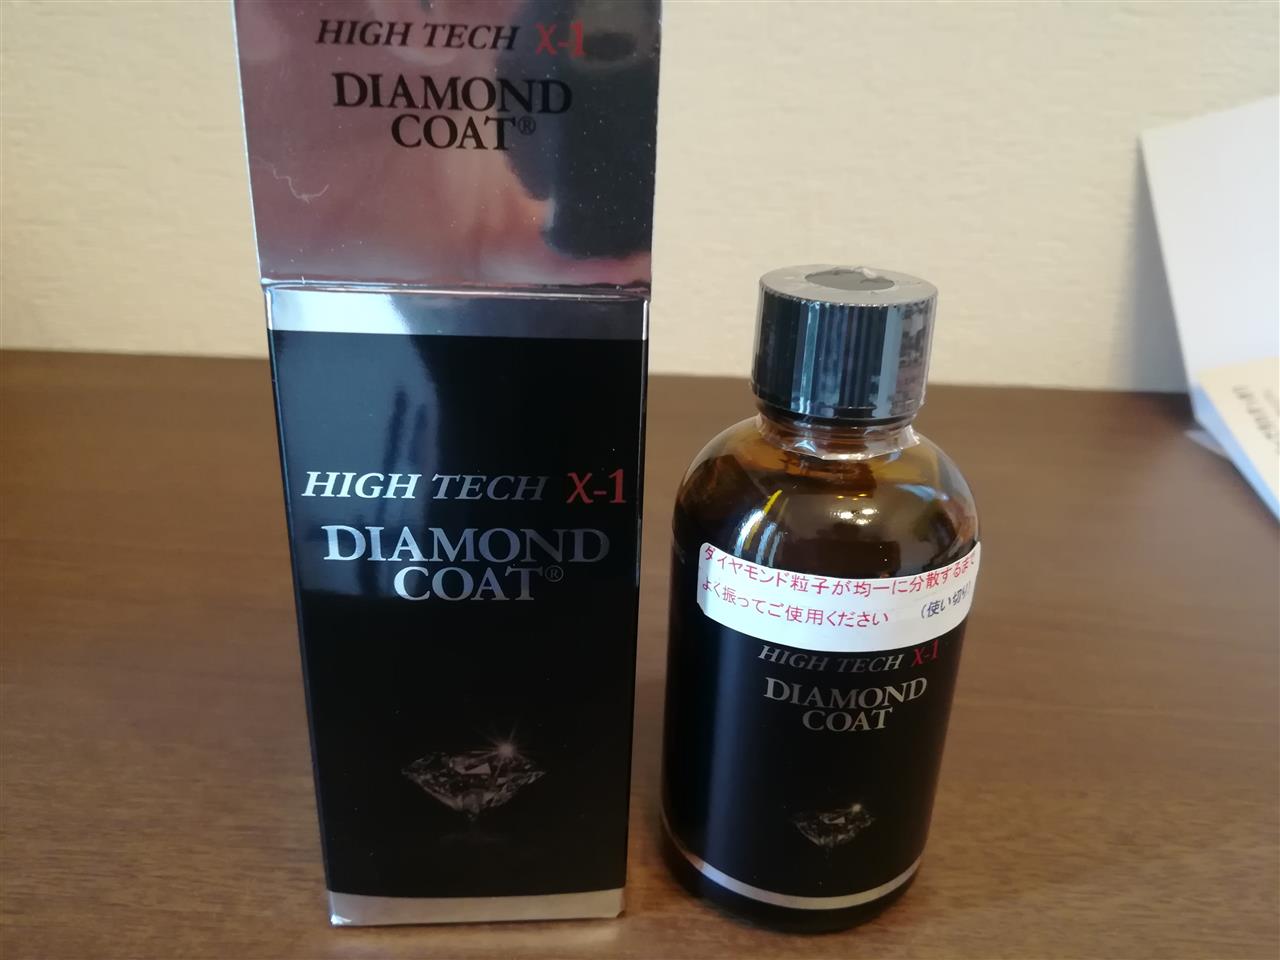 HIGH TECH X-1
DIAMOND
COAT®
HIGH TECH X-1
DIAMOND
COAT®
ダイヤモンド粒子が均一に分散するまで
よく振ってご使用ください (使い切り)
HIGH TECH X-1
DIAMOND
COAT